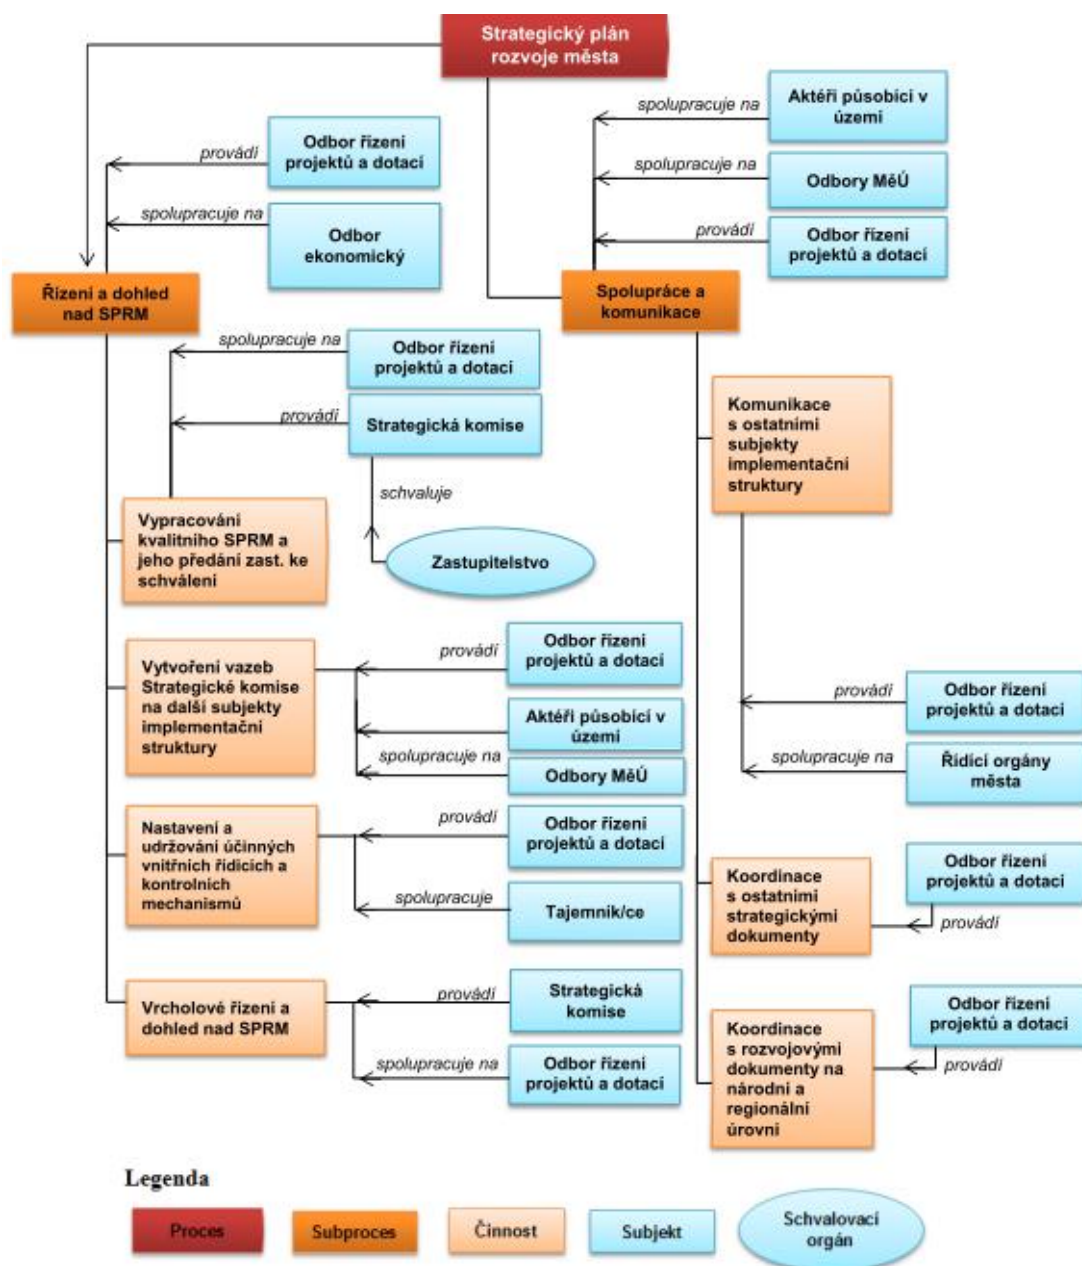 Strategický plán
rozvoje města
spolupracuje na
Aktéři působící v
území
provádí
Odbor řízení
projektů a dotací
spolupracuje na
Odbory MěÚ
spolupracuje na
Odbor
ekonomický
provádí
Odbor řízení
projektů a dotací
Řízení a dohled
nad SPRM
Spolupráce a
komunikace
spolupracuje na
Odbor řízení
projektů a dotací
provádí
Strategická komise
schvaluje
Zastupitelstvo
Vypracování
kvalitního SPRM a
jeho předání zast. ke
schválení
Komunikace
s ostatními
subjekty
implementační
struktury
Vytvoření vazeb
Strategické komise
na další subjekty
implementační
struktury
provádí
Odbor řízení
projektů a dotací
Aktéři působící v
území
spolupracuje na
Odbory MěÚ
provádí
Odbor řízení
projektů a dotací
spolupracuje na
Řídící orgány
města
Nastavení a
udržování účinných
vnitřních řídicích a
kontrolních
mechanismů
provádí
Odbor řízení
projektů a dotací
spolupracuje
Tajemník/ce
Koordinace
s ostatními
strategickými
dokumenty
Odbor řízení
projektů a dotací
provádí
Vrcholové řízení a
dohled nad SPRM
provádí
Strategická
komise
spolupracuje na
Odbor řízení
projektů a dotací
Koordinace
s rozvojovými
dokumenty na
národní a
regionální
úrovni
Odbor řízení
projektů a dotací
provádí
Legenda
Proces
Subproces
Činnost
Subjekt
Schvalovací
orgán